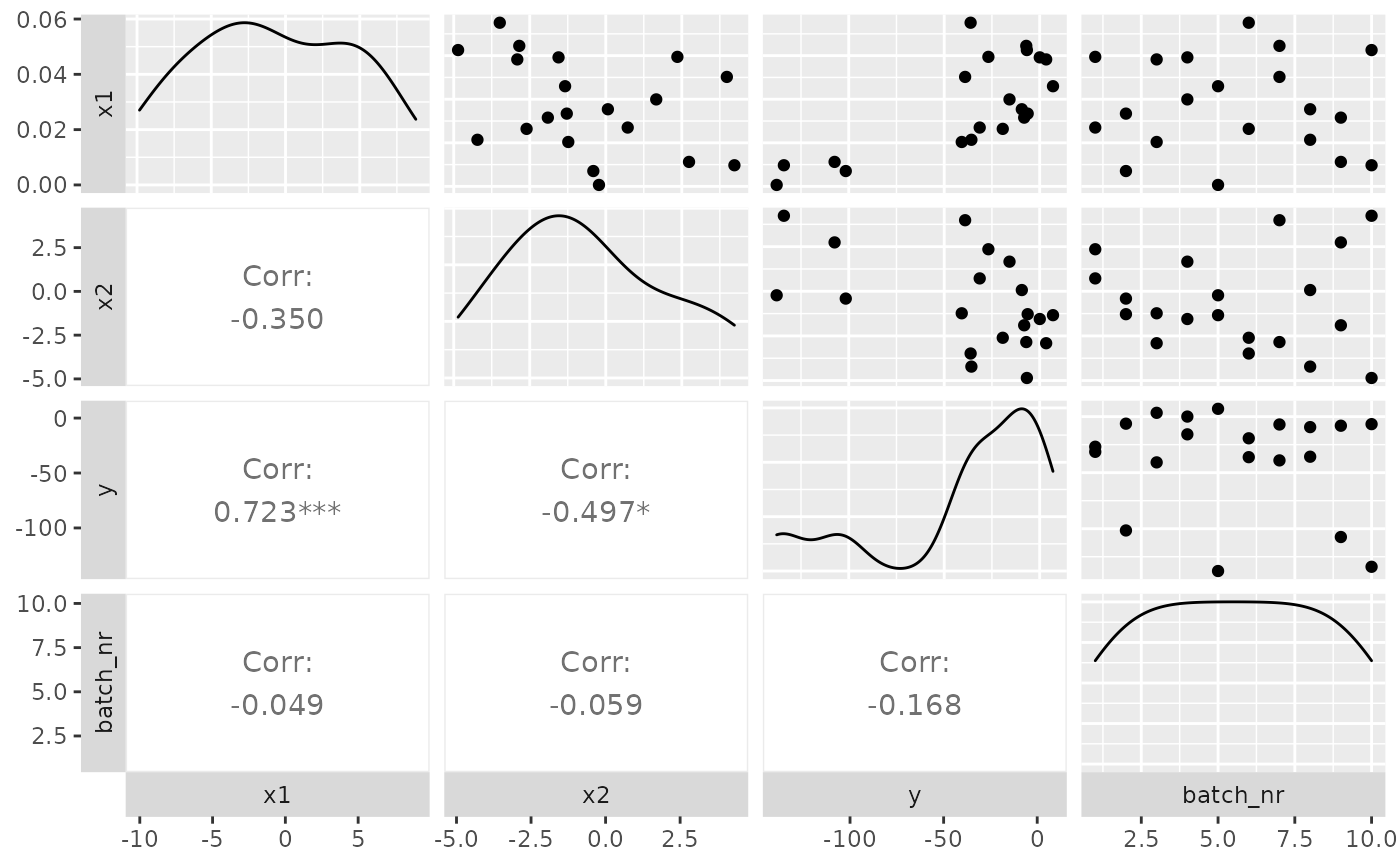 0.06
0.04
0.02
0.00
x1
2.5
0.0
-2.5
-5.0
x2
Corr:
-0.350
0
-50
-100
y
Corr:
0.723***
Corr:
-0.497*
10.0
7.5
5.0
2.5
batch_nr
Corr:
-0.049
Corr:
-0.059
Corr:
-0.168
x1
x2
y
batch_nr
-10 -5 0 5
-5.0 -2.5 0.0 2.5
-100 -50 0
2.5 5.0 7.5 10.0